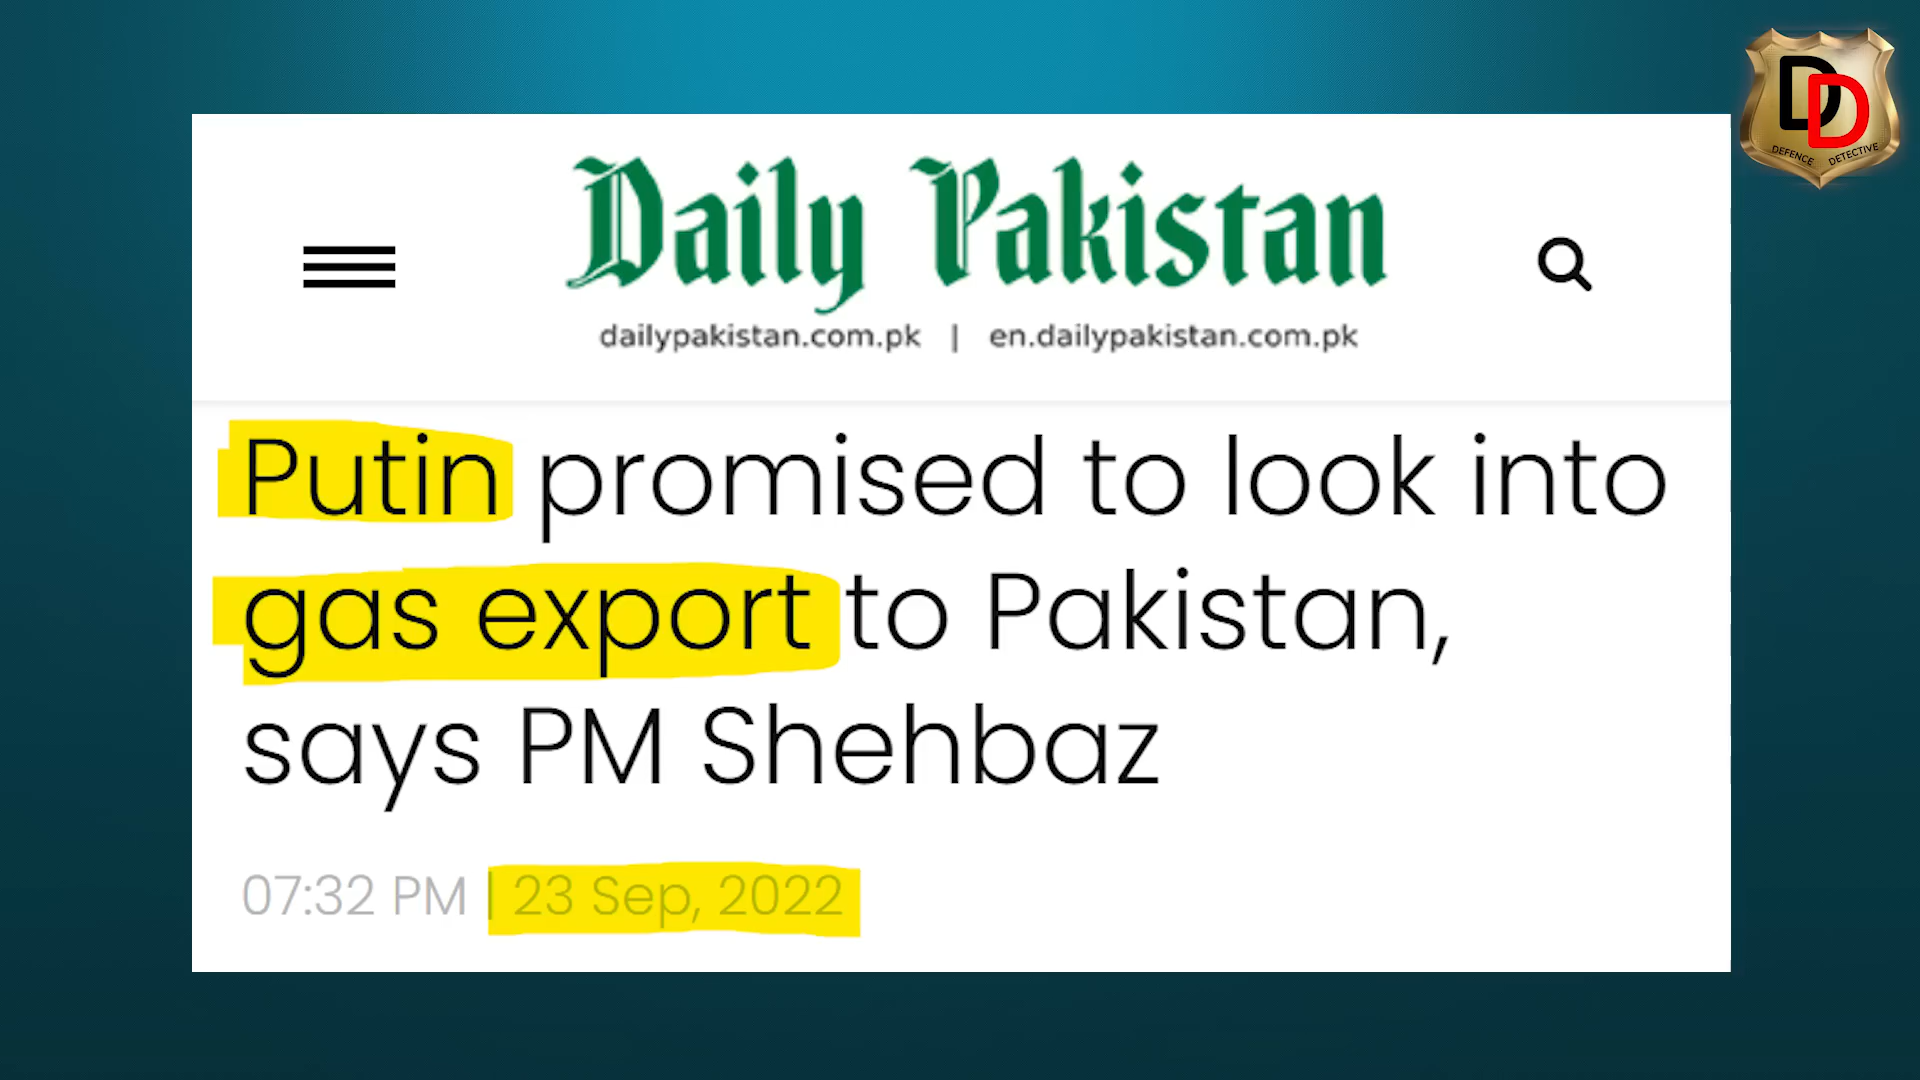 DD
DEFENCE DETECTIVE
Daily Pakistan
dailypakistan.com.pk | en.dailypakistan.com.pk
Putin promised to look into
gas export to Pakistan,
says PM Shehbaz
07:32 PM | 23 Sep, 2022